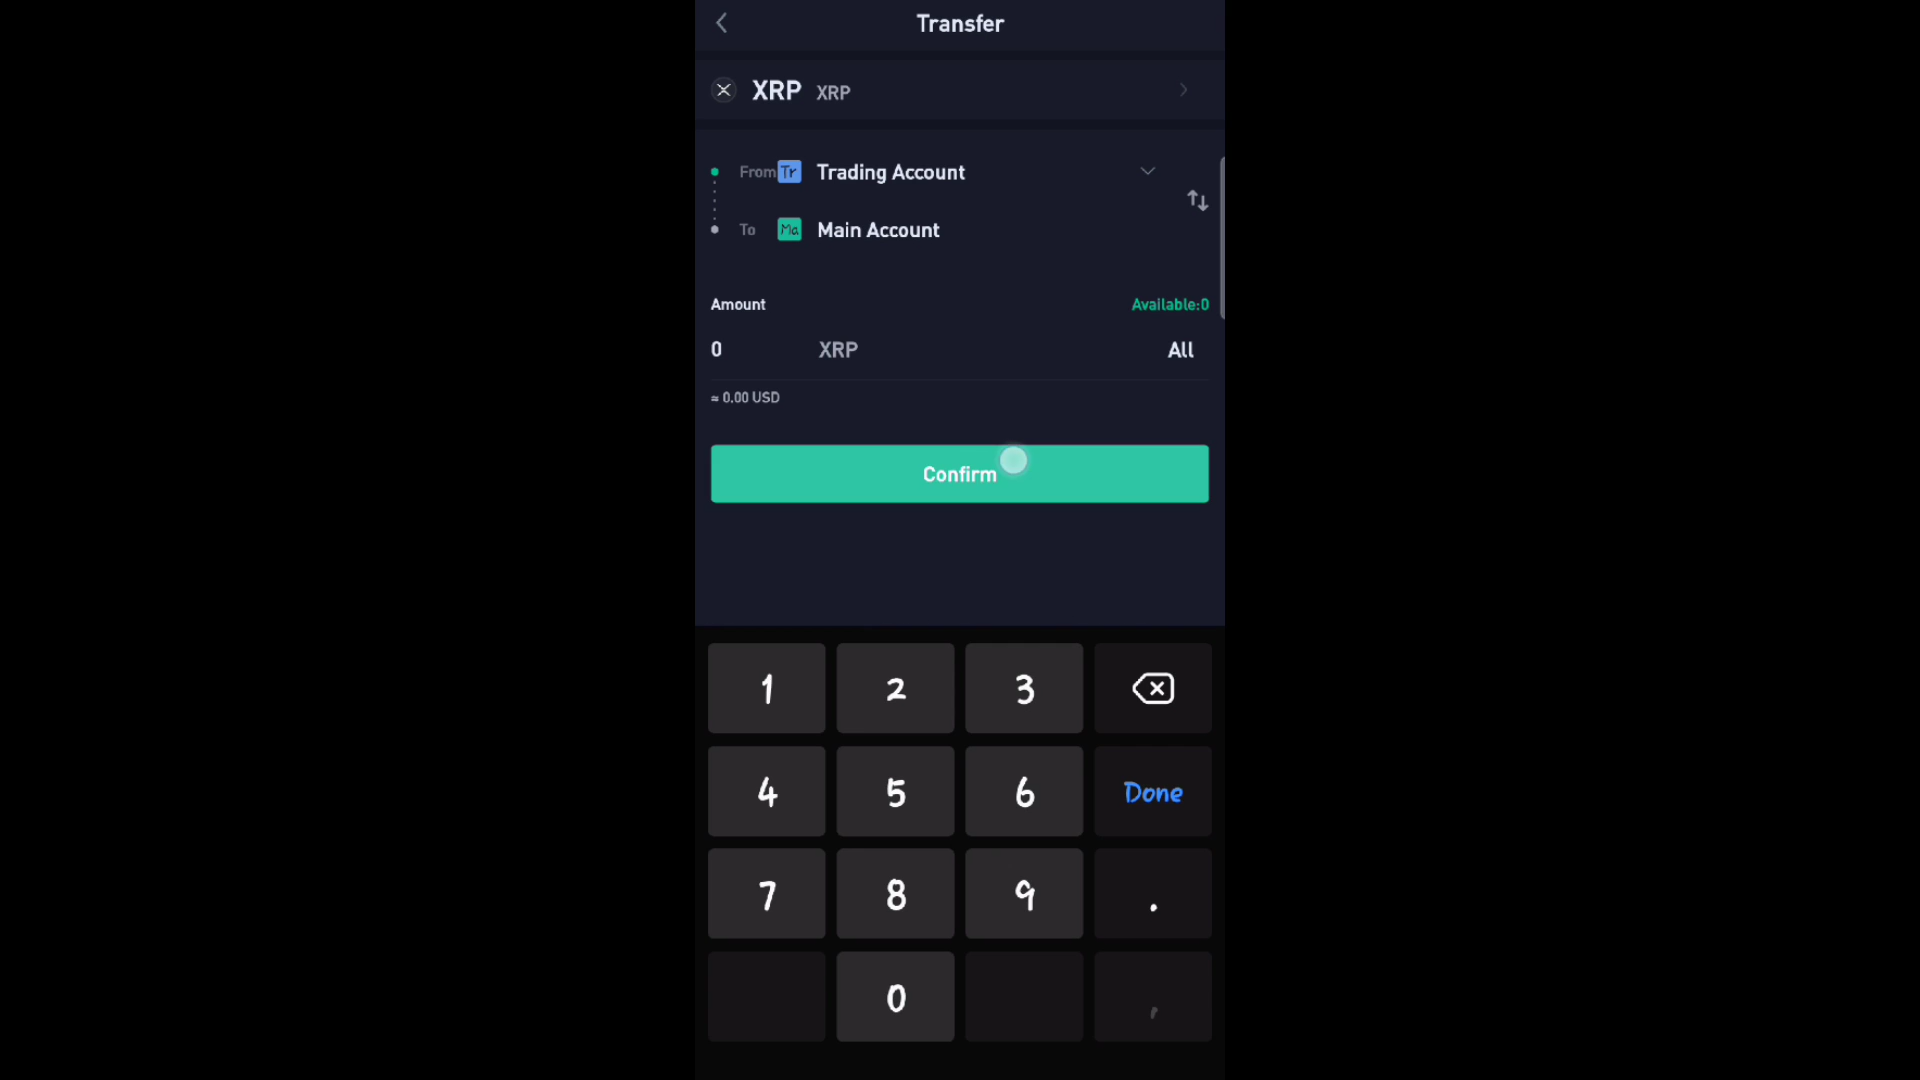 Transfer
XRP XRP
From Tr Trading Account
To Ma Main Account
Amount Available:0
0 XRP All
≈ 0.00 USD
Confirm
1 2 3
4 5 6 Done
7 8 9 .
0 ,